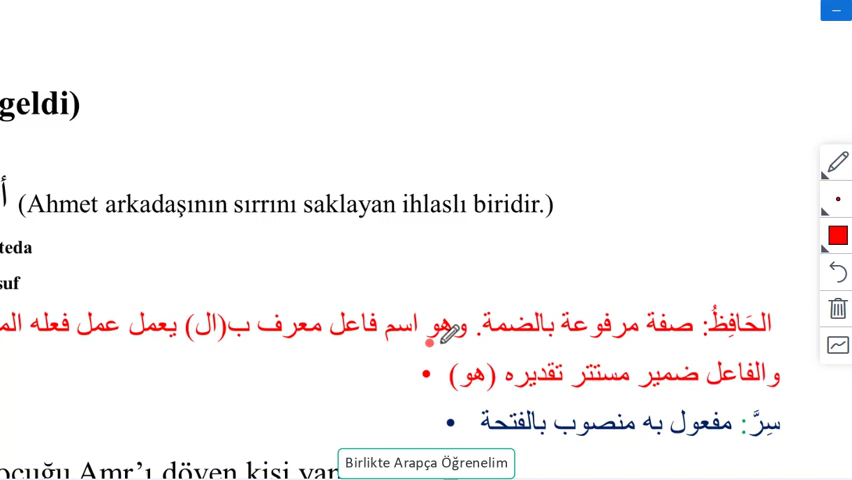 geldi)
(Ahmet arkadaşının sırrını saklayan ihlaslı biridir.)
teda
suf
الحَافِظُ: صفة مرفوعة بالضمة. وهو اسم فاعل معرف ب(ال) يعمل عمل فعله
والفاعل ضمير مستتر تقديره (هو)
سِرَّ: مفعول به منصوب بالفتحة
ocuğu Amr’ı döven kişi
Birlikte Arapça Öğrenelim